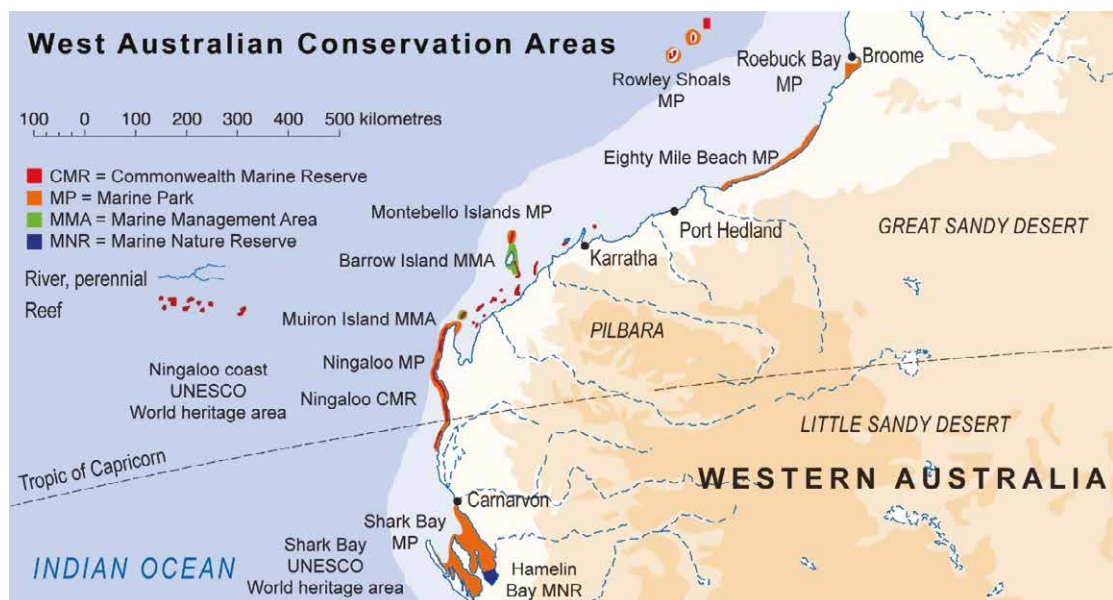 West Australian Conservation Areas
100 0 100 200 300 400 500 kilometres
CMR = Commonwealth Marine Reserve
MP = Marine Park
MMA = Marine Management Area
MNR = Marine Nature Reserve
River, perennial
Reef
Rowley Shoals
MP
Roebuck Bay
MP
Broome
Eighty Mile Beach MP
Montebello Islands MP
Port Hedland
GREAT SANDY DESERT
Barrow Island MMA
Karratha
Muiron Island MMA
PILBARA
Ningaloo MP
Ningaloo coast
UNESCO
World heritage area
Ningaloo CMR
LITTLE SANDY DESERT
Tropic of Capricorn
WESTERN AUSTRALIA
Carnarvon
Shark Bay
MP
Shark Bay
UNESCO
World heritage area
INDIAN OCEAN
Hamelin
Bay MNR